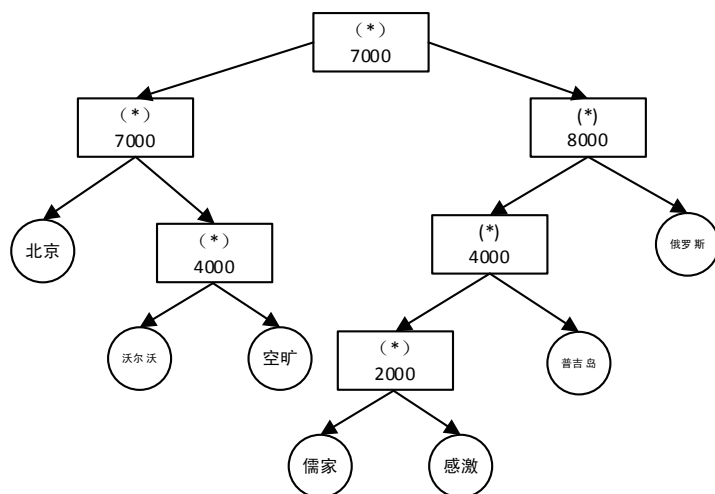 （*）
7000
（*）
7000
(*)
8000
北京
（*）
4000
(*)
4000
俄罗斯
沃尔沃
空旷
（*）
2000
普吉岛
儒家
感激